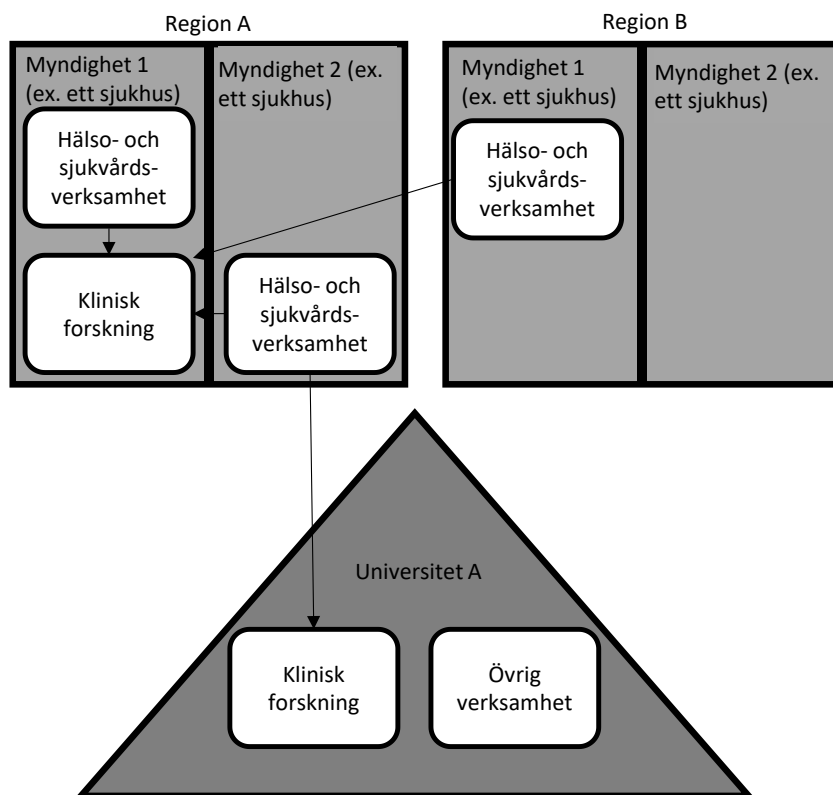 Region A
Region B
Myndighet 1
(ex. ett sjukhus)
Myndighet 2 (ex.
ett sjukhus)
Myndighet 1
(ex. ett sjukhus)
Myndighet 2 (ex.
ett sjukhus)
Hälso- och
sjukvårds-
verksamhet
Hälso- och
sjukvårds-
verksamhet
Klinisk
forskning
Hälso- och
sjukvårds-
verksamhet
Universitet A
Klinisk
forskning
Övrig
verksamhet